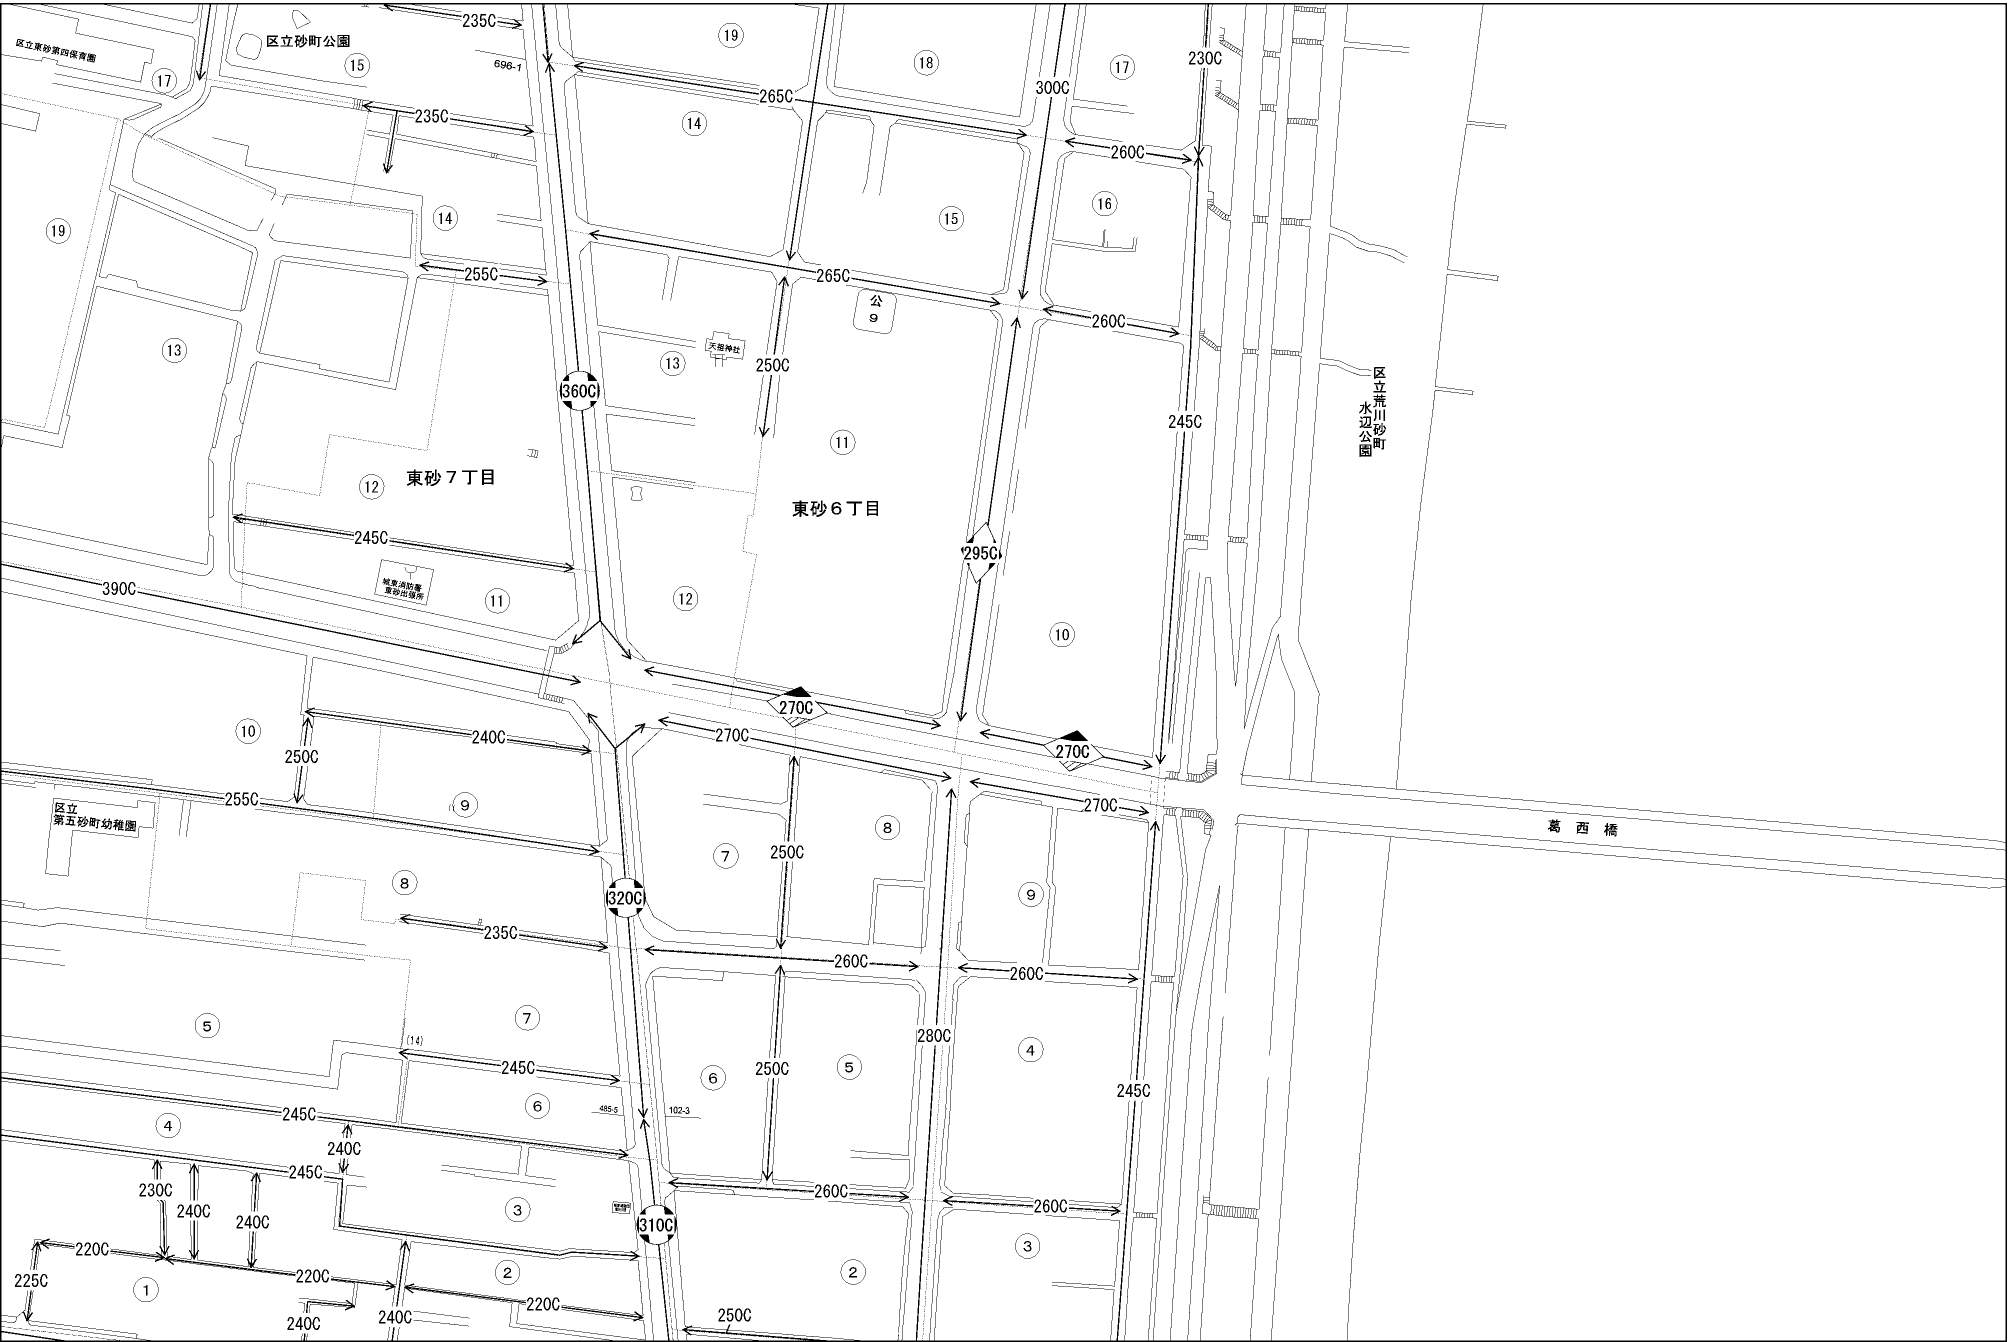 235C
区立砂町公園
区立東砂第四保育園
15
17
696-1
19
18
17
230C
300C
265C
235C
14
260C
16
15
14
19
255C
265C
公
9
260C
13
天祖神社
13
250C
360C
245C
区立荒川砂町
水辺公園
11
東砂7丁目
12
東砂6丁目
245C
295C
城東消防署
東砂出張所
390C
11
12
10
270C
270C
270C
10
240C
250C
255C
区立
第五砂町幼稚園
9
270C
葛西橋
8
250C
7
8
9
320C
235C
260C
260C
5
7
(14)
280C
4
245C
250C
6
5
245C
6
485-5
102-3
245C
4
240C
245C
230C
240C
240C
260C
260C
3
310C
3
220C
225C
1
220C
2
2
220C
240C
240C
250C